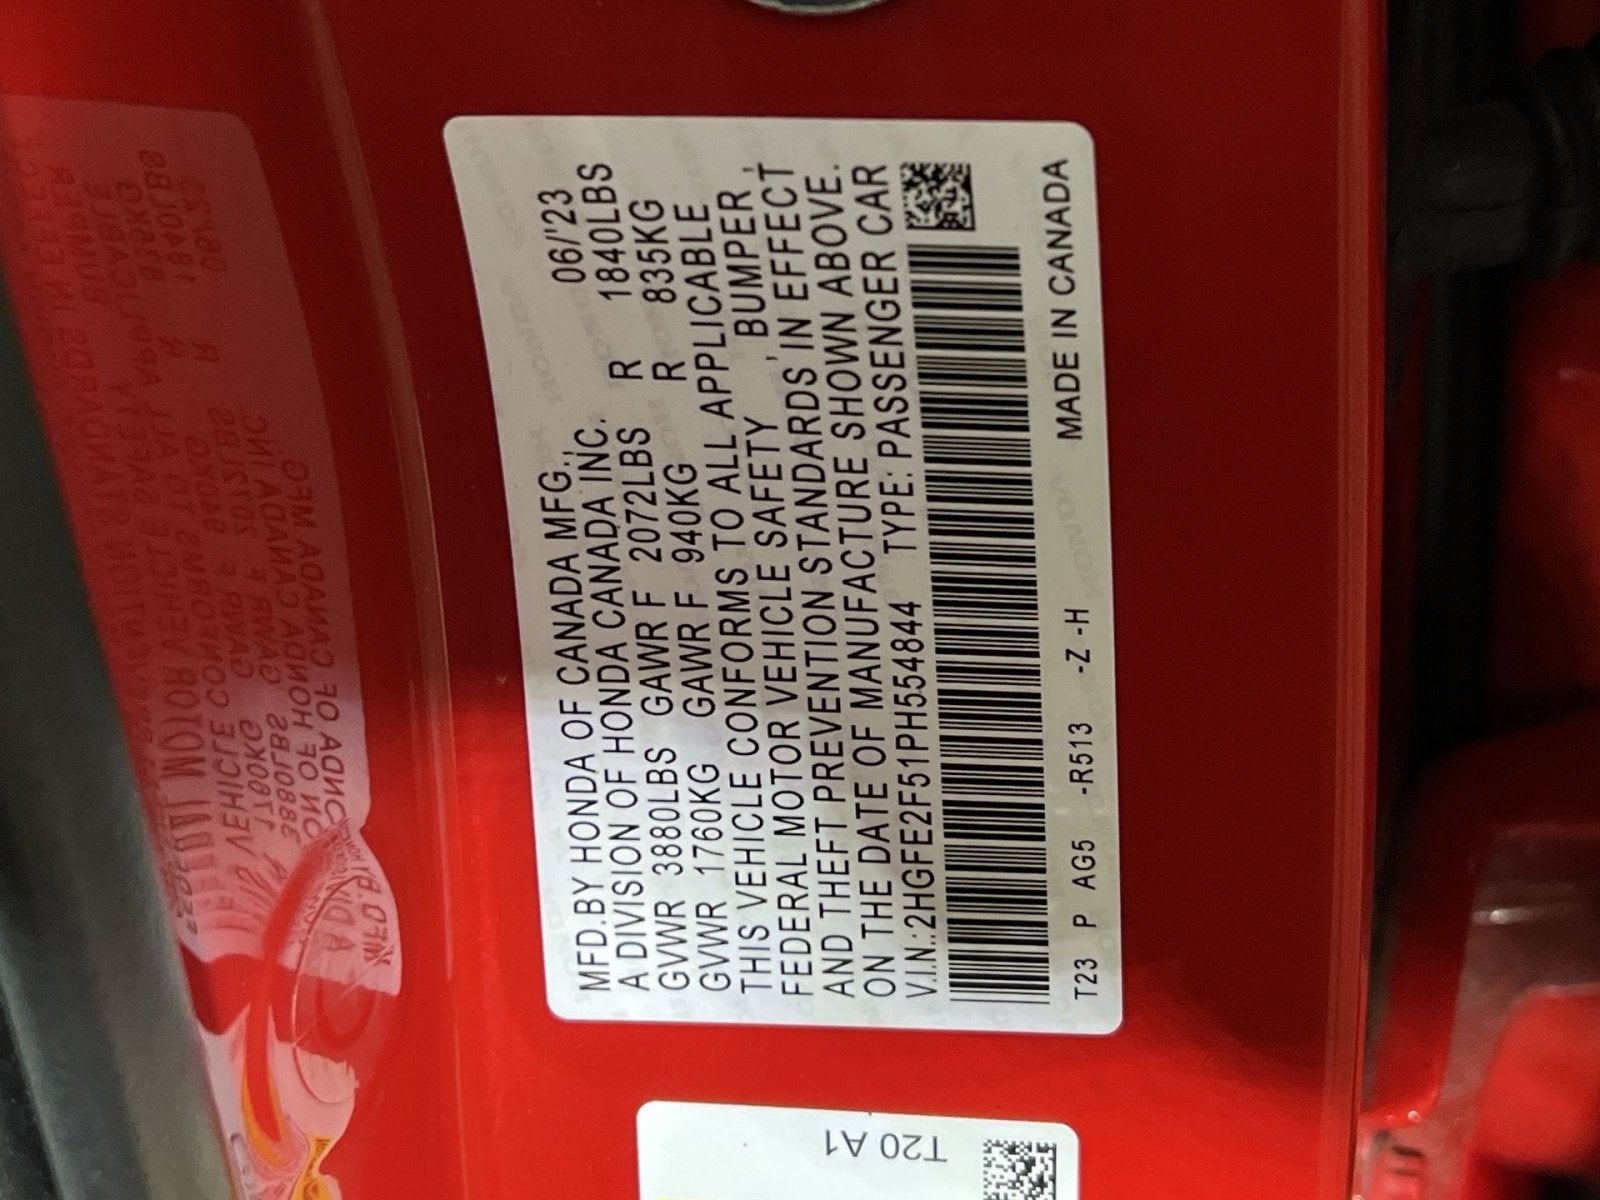 MFD.BY HONDA OF CANADA MFG., 06/'23
A DIVISION OF HONDA CANADA INC.
GVWR 3880LBS GAWR F 2072LBS R 1840LBS
GVWR 1760KG GAWR F 940KG R 835KG
THIS VEHICLE CONFORMS TO ALL APPLICABLE
FEDERAL MOTOR VEHICLE SAFETY, BUMPER,
AND THEFT PREVENTION STANDARDS IN EFFECT
ON THE DATE OF MANUFACTURE SHOWN ABOVE.
V.I.N.:2HGFE2F51PH554844 TYPE: PASSENGER CAR
T23 P AG5 -R513 -Z -H MADE IN CANADA
T20 A1